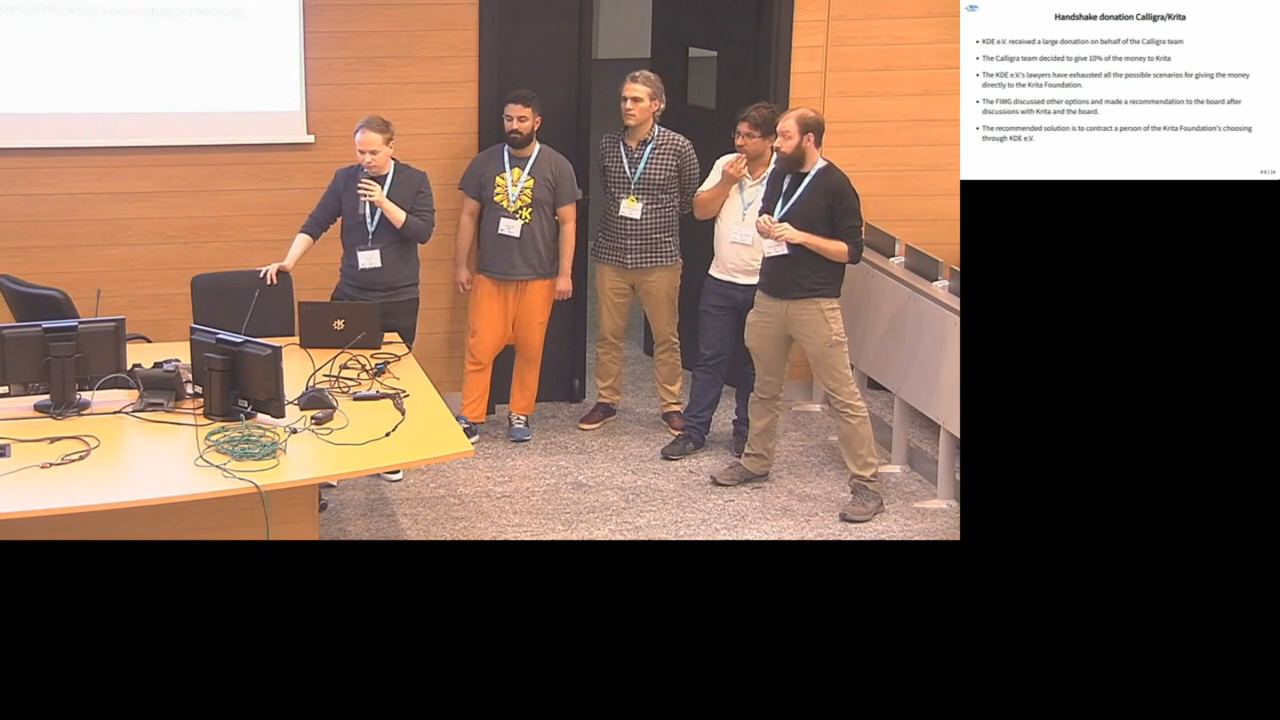 Handshake donation Calligra/Krita
• KDE e.V. received a large donation on behalf of the Calligra team
• The Calligra team decided to give 10% of the money to Krita
• The KDE e.V.'s lawyers have exhausted all the possible scenarios for giving the money
directly to the Krita Foundation.
• The FiWG discussed other options and made a recommendation to the board after
discussions with Krita and the board.
• The recommended solution is to contract a person of the Krita Foundation's choosing
through KDE e.V.